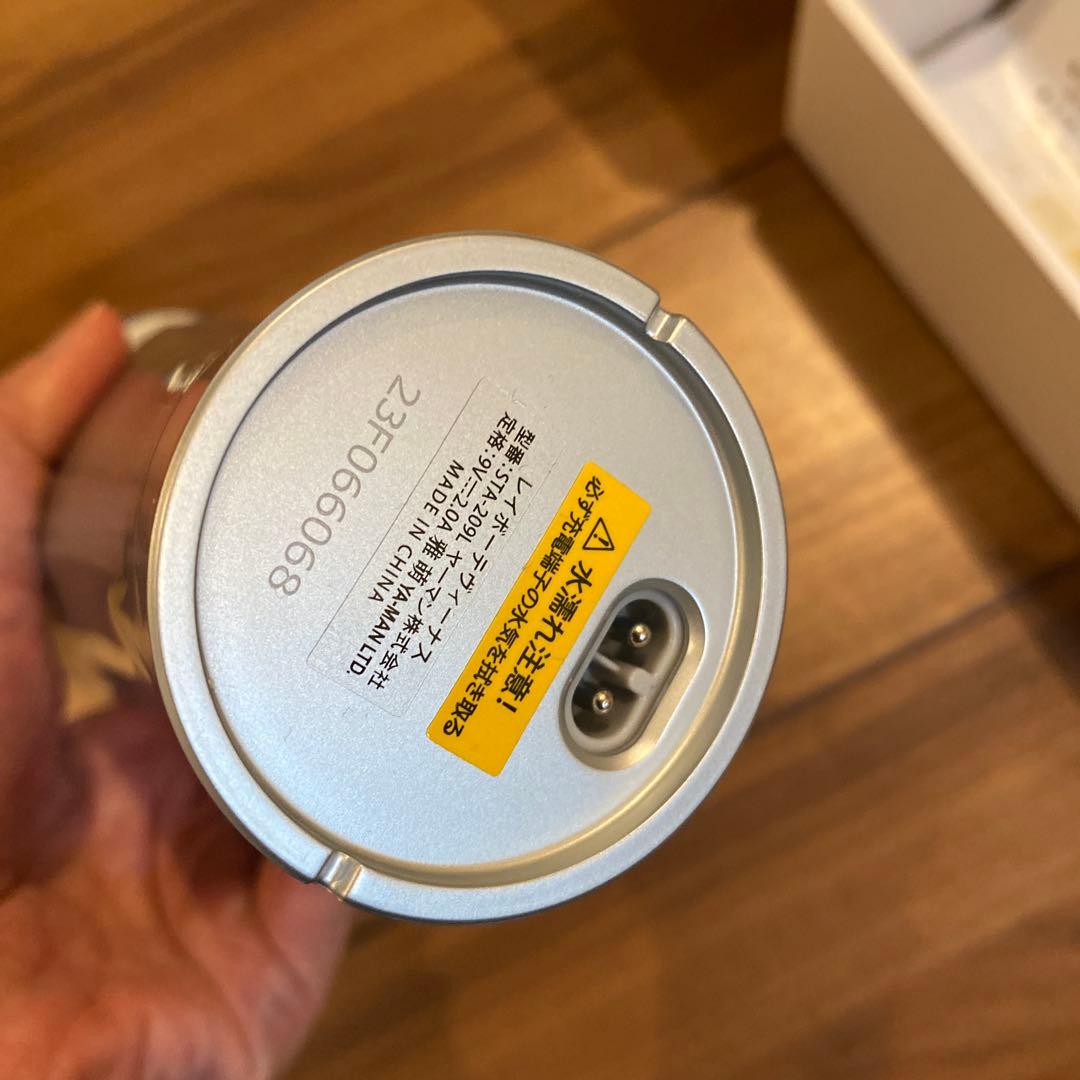 23F066068
レイボーテヴィーナス
型番:STA-209L ヤーマン株式会社
定格:9V⎓2.0A 雅萌YA-MAN LTD.
MADE IN CHINA
⚠ 水濡れ注意!
必ず充電端子の水気を拭き取る